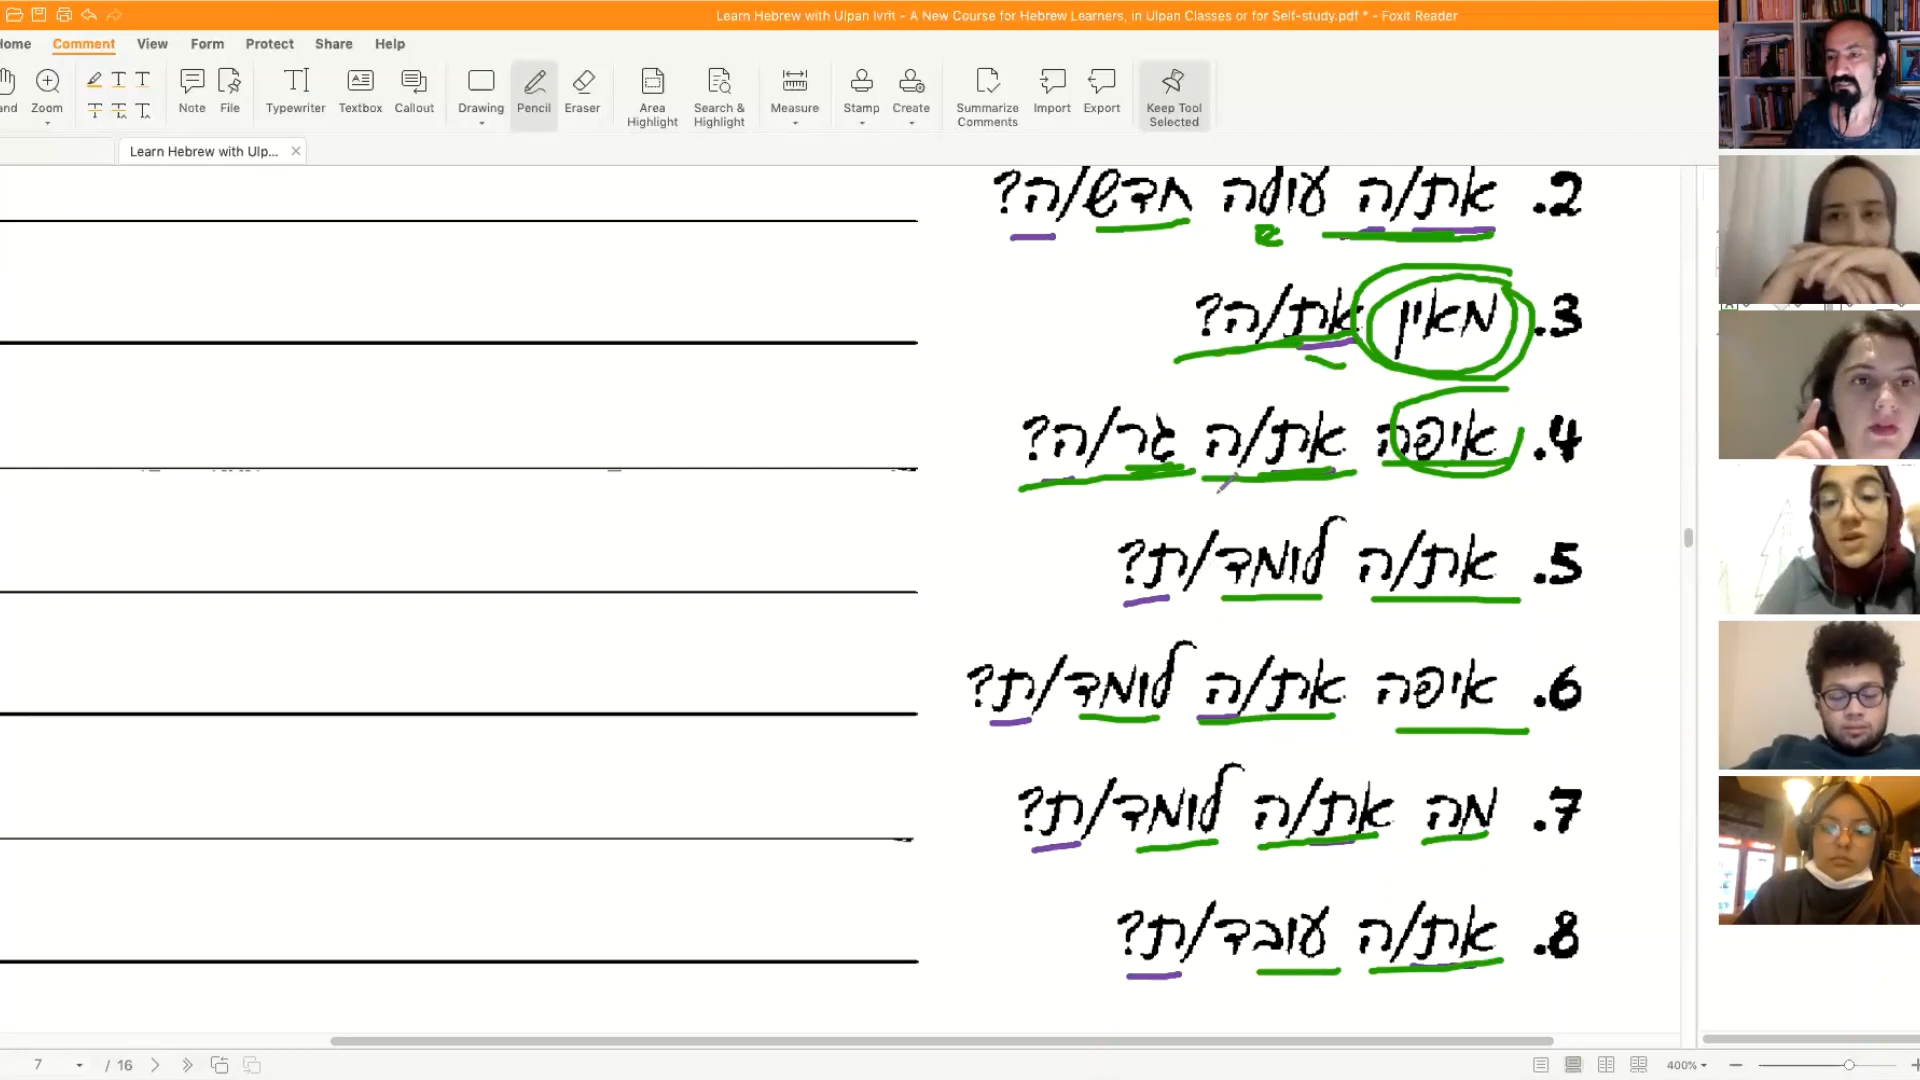 Learn Hebrew with Ulpan Ivrit - A New Course for Hebrew Learners, in Ulpan Classes or for Self-study.pdf * - Foxit Reader
Home Comment View Form Protect Share Help
Zoom Note File Typewriter Textbox Callout Drawing Pencil Eraser Area Highlight Search & Highlight Measure Stamp Create Summarize Comments Import Export Keep Tool Selected
Learn Hebrew with Ulp...
2. את/ה עולה חדש/ה?
3. מאין את/ה?
4. איפה את/ה גר/ה?
5. את/ה לומד/ת?
6. איפה את/ה לומד/ת?
7. מה את/ה לומד/ת?
8. את/ה עובד/ת?
7 / 16 400%